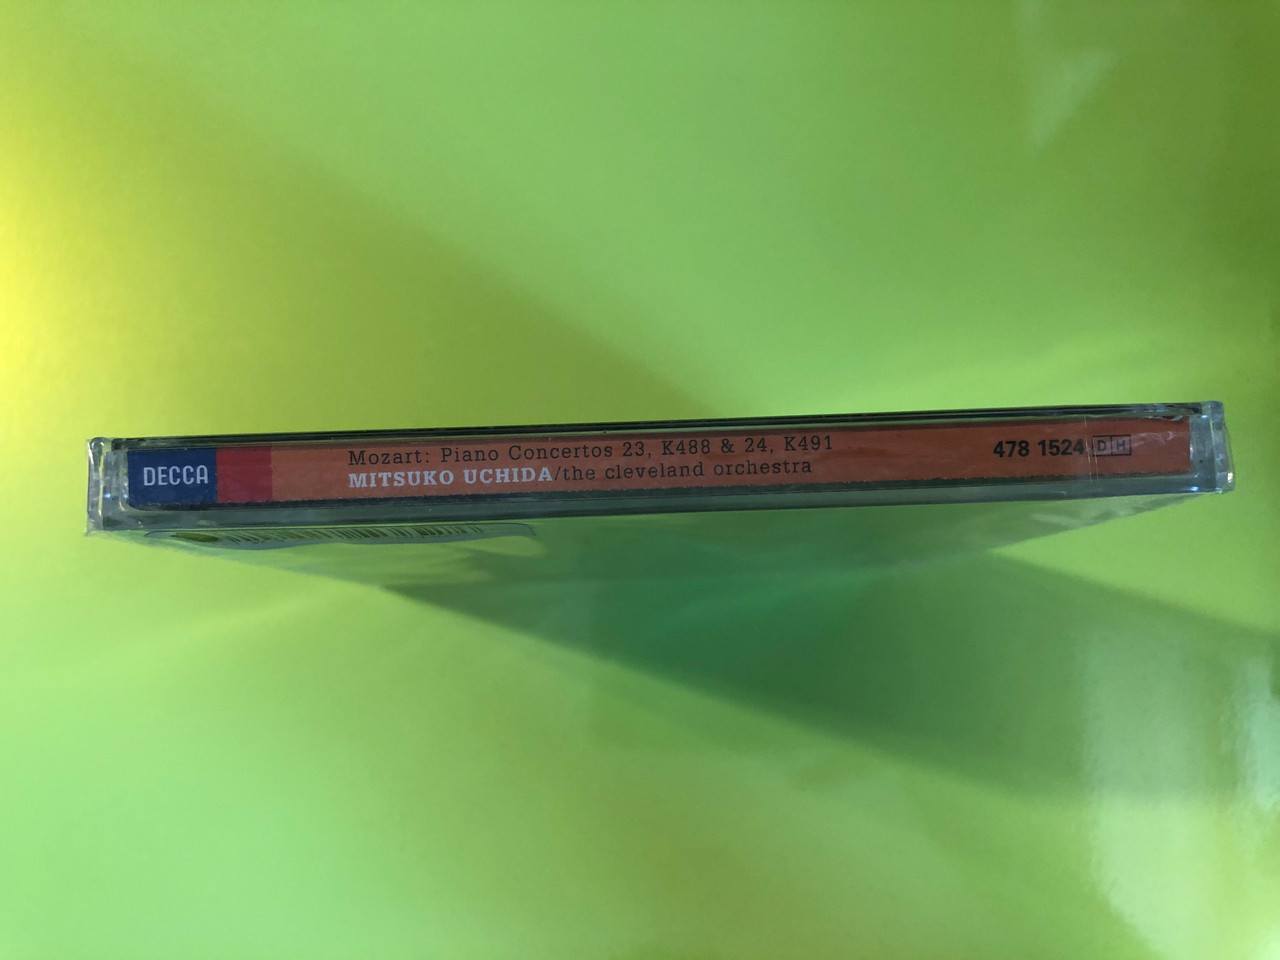 DECCA
Mozart: Piano Concertos 23, K488 & 24, K491
MITSUKO UCHIDA/the cleveland orchestra
478 1524 DH